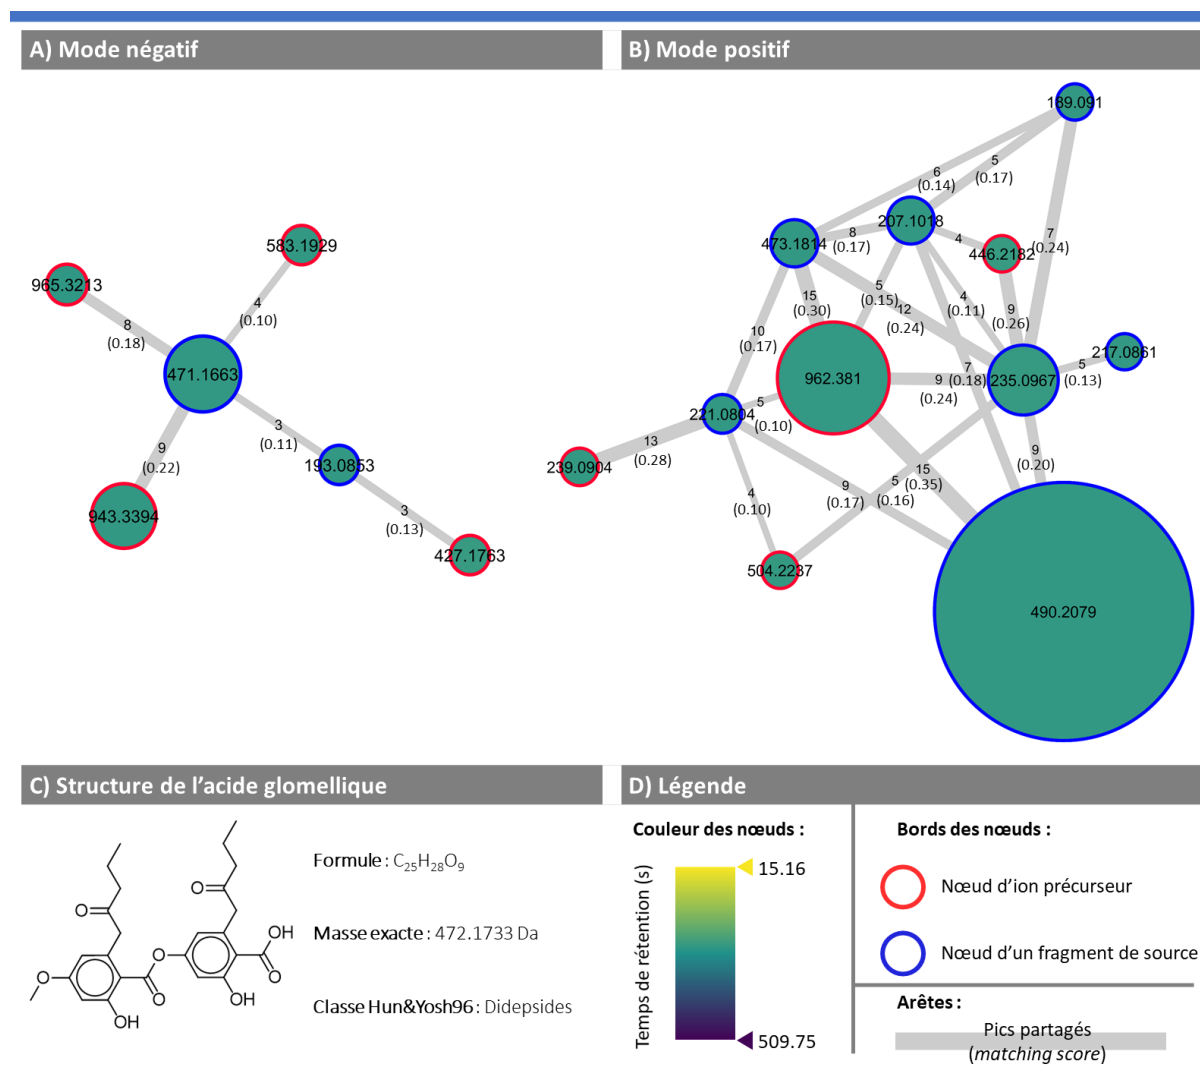 A) Mode négatif
583.1929
965.3213
4
(0.10)
8
(0.18)
471.1663
3
(0.11)
9
(0.22)
193.0853
943.3394
3
(0.13)
427.1763
B) Mode positif
189.091
5
(0.17)
6
(0.14)
207.1018
473.1814
8
(0.17)
4
446.2182
7
(0.24)
5
(0.15)
15
(0.30)
12
(0.24)
4
(0.11)
9
(0.26)
10
(0.17)
217.0861
962.381
7
(0.18)
9
(0.24)
235.0967
5
(0.13)
221.0804
5
(0.10)
13
(0.28)
239.0904
9
(0.20)
15
(0.35)
5
(0.16)
9
(0.17)
4
(0.10)
504.2237
490.2079
C) Structure de l'acide glomellique
O
O
O
O
OH
O
O
OH
OH
Formule : C₂₅H₂₈O₉
Masse exacte : 472.1733 Da
Classe Hun&Yosh96 : Didepsides
D) Légende
Couleur des nœuds :
Temps de rétention (s)
15.16
509.75
Bords des nœuds :
Nœud d'ion précurseur
Nœud d'un fragment de source
Arêtes :
Pics partagés
(matching score)